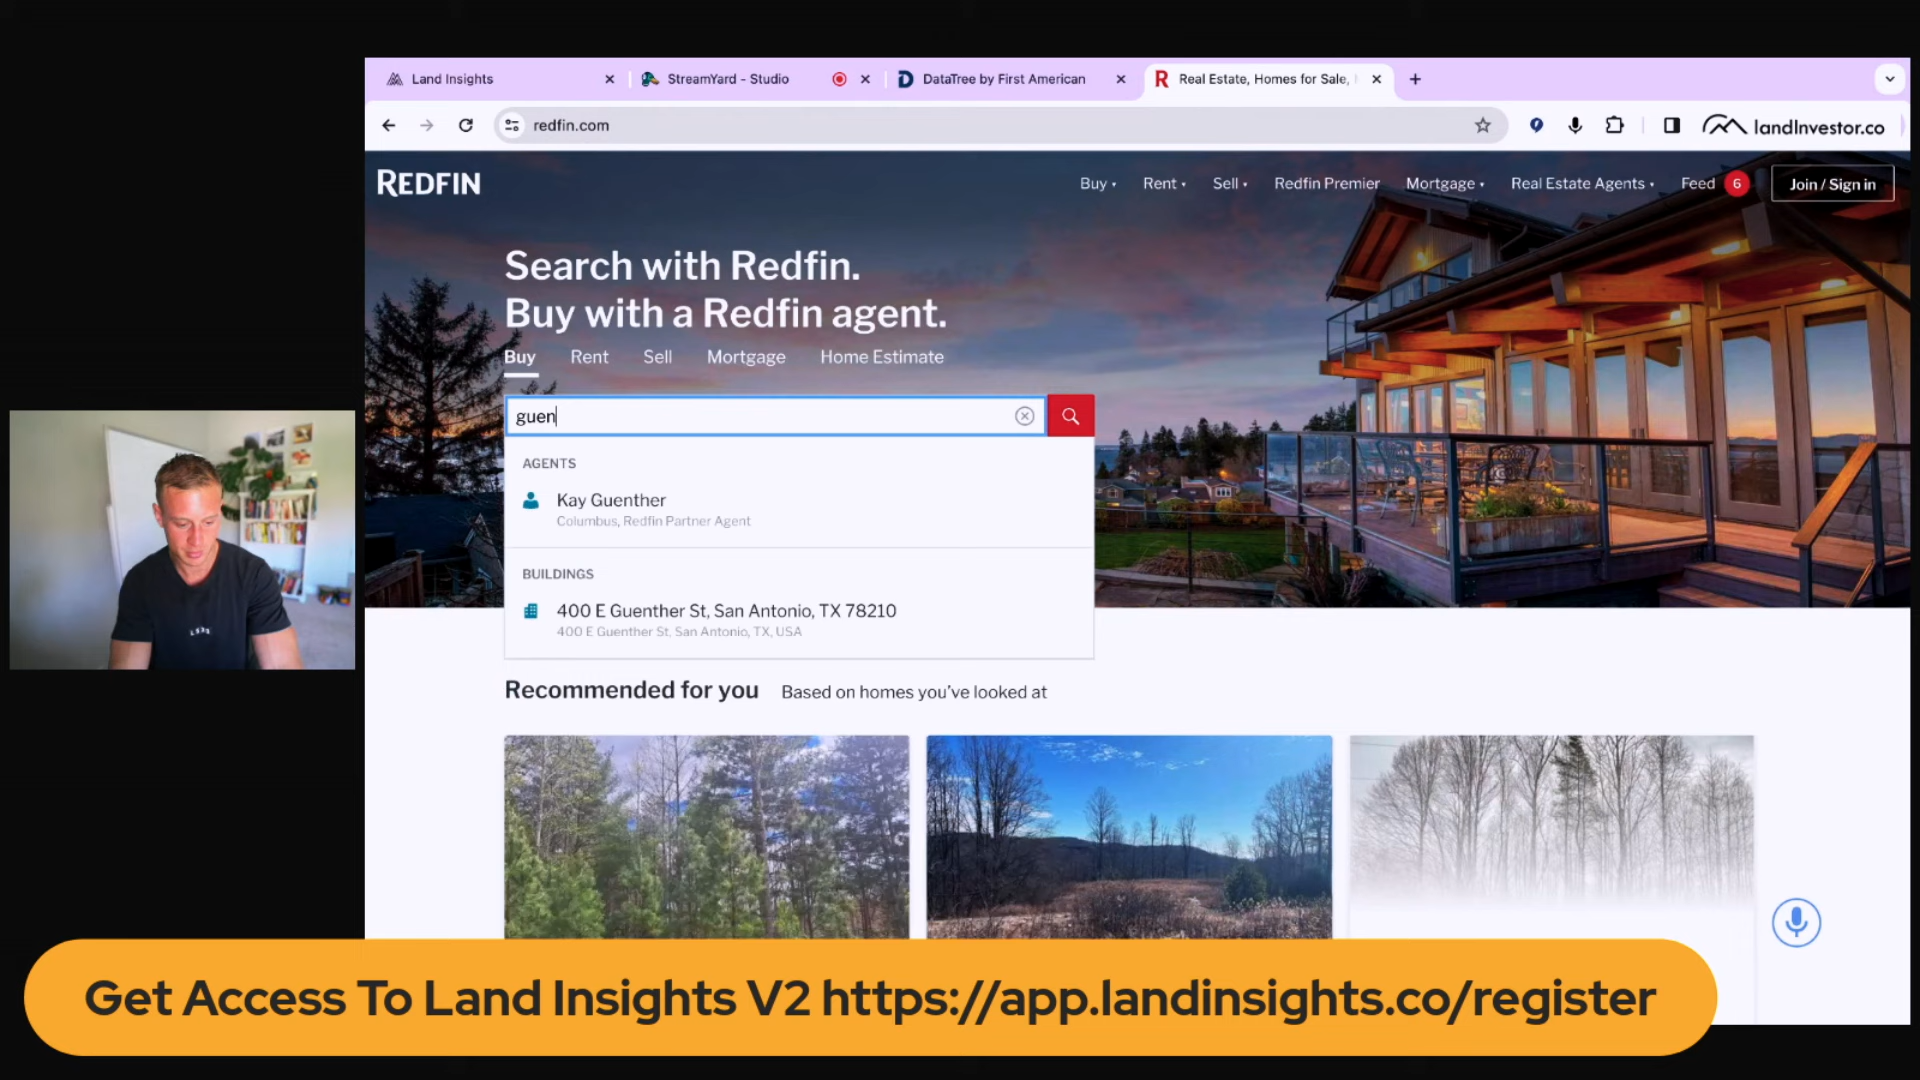 Land Insights
StreamYard - Studio
DataTree by First American
Real Estate, Homes for Sale,
redfin.com
landInvestor.co
REDFIN
Buy
Rent
Sell
Redfin Premier
Mortgage
Real Estate Agents
Feed
6
Join / Sign in
Search with Redfin.
Buy with a Redfin agent.
Buy
Rent
Sell
Mortgage
Home Estimate
guen
AGENTS
Kay Guenther
Columbus, Redfin Partner Agent
BUILDINGS
400 E Guenther St, San Antonio, TX 78210
400 E Guenther St, San Antonio, TX, USA
Recommended for you
Based on homes you've looked at
Get Access To Land Insights V2 https://app.landinsights.co/register